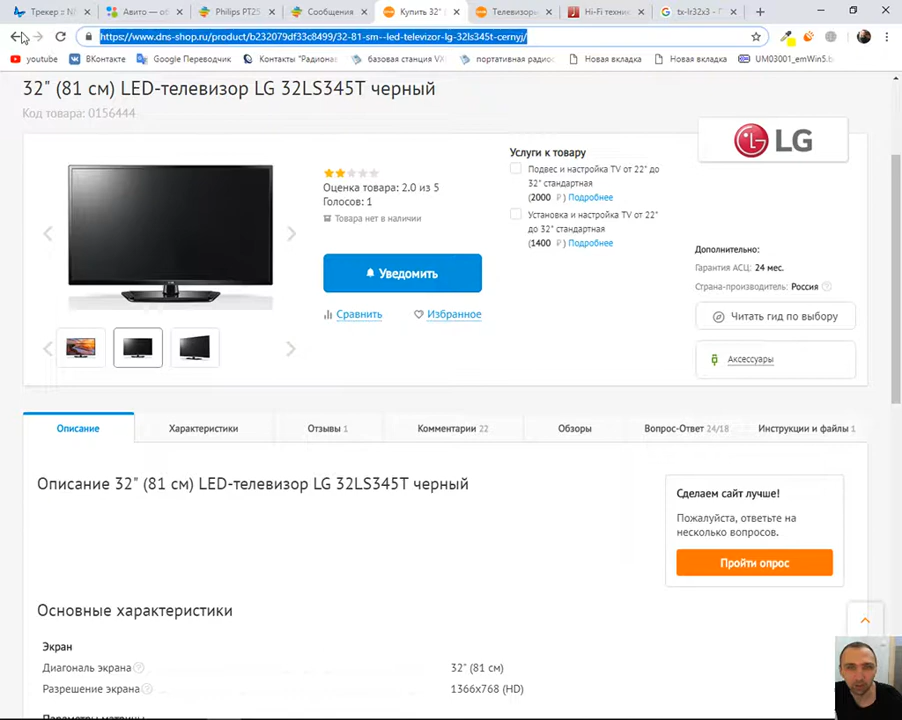 Трекер :: N
Авито — об
Philips PT25
Сообщения
Купить 32"
Телевизор
Hi-Fi техни
tx-lr32x3 - П
https://www.dns-shop.ru/product/b232079df33c8499/32-81-sm--led-televizor-lg-32ls345t-cernyj/
youtube
ВКонтакте
Google Переводчик
Контакты "Радиона
базовая станция VX
портативная радиос
Новая вкладка
Новая вкладка
UM03001_emWin5.b
32" (81 см) LED-телевизор LG 32LS345T черный
Код товара: 0156444
LG
Оценка товара: 2.0 из 5
Голосов: 1
Товара нет в наличии
Уведомить
Сравнить
Избранное
Услуги к товару
Подвес и настройка TV от 22" до
32" стандартная
(2000 ₽) Подробнее
Установка и настройка TV от 22"
до 32" стандартная
(1400 ₽) Подробнее
Дополнительно:
Гарантия АСЦ: 24 мес.
Страна-производитель: Россия
Читать гид по выбору
Аксессуары
Описание
Характеристики
Отзывы 1
Комментарии 22
Обзоры
Вопрос-Ответ 24/18
Инструкции и файлы 1
Описание 32" (81 см) LED-телевизор LG 32LS345T черный
Сделаем сайт лучше!
Пожалуйста, ответьте на
несколько вопросов.
Пройти опрос
Основные характеристики
Экран
Диагональ экрана
32" (81 см)
Разрешение экрана
1366x768 (HD)
Параметры матрицы